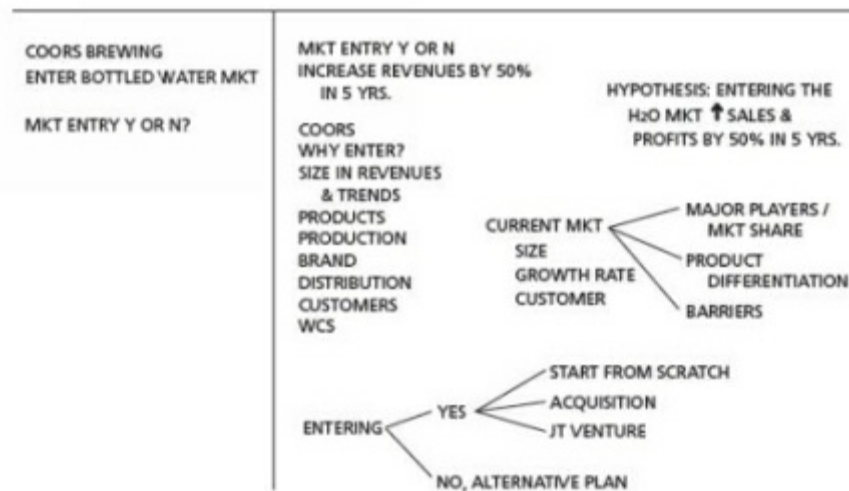 COORS BREWING
ENTER BOTTLED WATER MKT
MKT ENTRY Y OR N?
MKT ENTRY Y OR N
INCREASE REVENUES BY 50%
IN 5 YRS.
HYPOTHESIS: ENTERING THE
H2O MKT ↑ SALES &
PROFITS BY 50% IN 5 YRS.
COORS
WHY ENTER?
SIZE IN REVENUES
& TRENDS
PRODUCTS
PRODUCTION
BRAND
DISTRIBUTION
CUSTOMERS
WCS
CURRENT MKT
SIZE
GROWTH RATE
CUSTOMER
MAJOR PLAYERS /
MKT SHARE
PRODUCT
DIFFERENTIATION
BARRIERS
ENTERING
YES
START FROM SCRATCH
ACQUISITION
JT VENTURE
NO, ALTERNATIVE PLAN